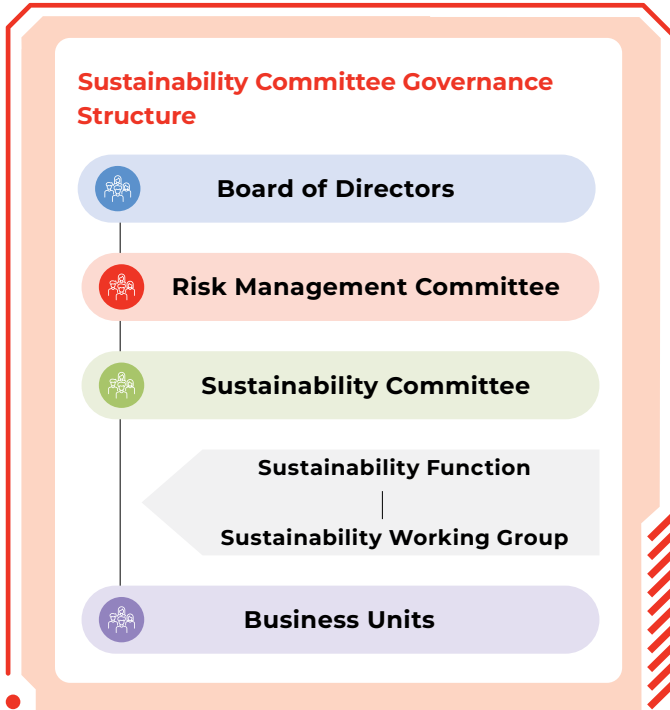 Sustainability Committee Governance
Structure
Board of Directors
Risk Management Committee
Sustainability Committee
Sustainability Function
Sustainability Working Group
Business Units